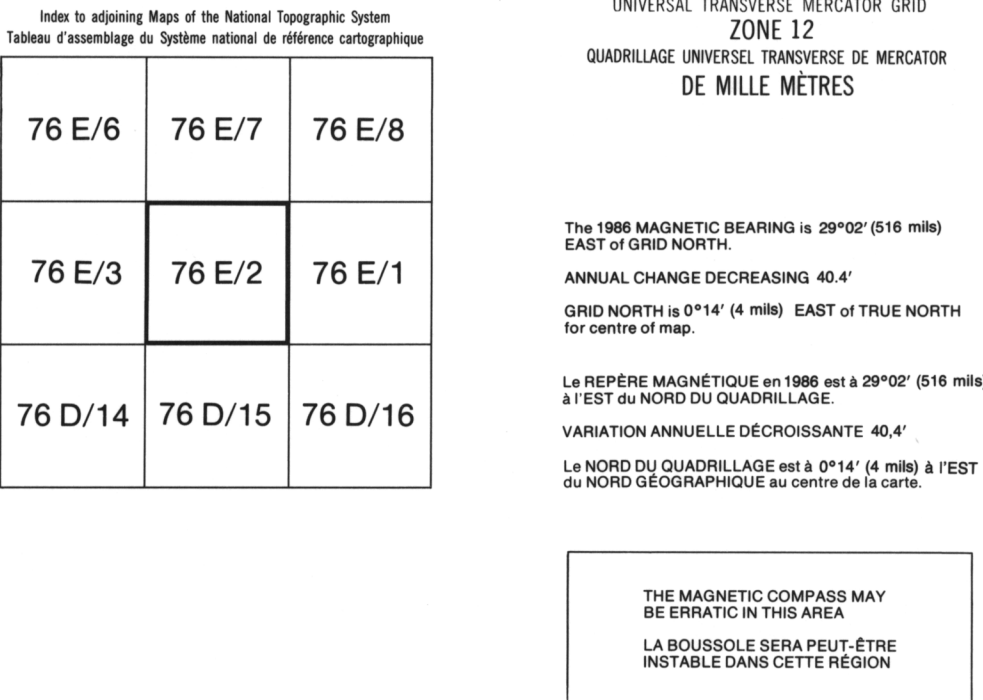 Index to adjoining Maps of the National Topographic System
Tableau d'assemblage du Système national de référence cartographique
76 E/6 76 E/7 76 E/8
76 E/3 76 E/2 76 E/1
76 D/14 76 D/15 76 D/16
UNIVERSAL TRANSVERSE MERCATOR GRID
ZONE 12
QUADRILLAGE UNIVERSEL TRANSVERSE DE MERCATOR
DE MILLE MÈTRES
The 1986 MAGNETIC BEARING is 29°02′ (516 mils)
EAST of GRID NORTH.
ANNUAL CHANGE DECREASING 40.4′
GRID NORTH is 0°14′ (4 mils) EAST of TRUE NORTH
for centre of map.
Le REPÈRE MAGNÉTIQUE en 1986 est à 29°02′ (516 mils)
à l'EST du NORD DU QUADRILLAGE.
VARIATION ANNUELLE DÉCROISSANTE 40,4′
Le NORD DU QUADRILLAGE est à 0°14′ (4 mils) à l'EST
du NORD GÉOGRAPHIQUE au centre de la carte.
THE MAGNETIC COMPASS MAY
BE ERRATIC IN THIS AREA
LA BOUSSOLE SERA PEUT-ÊTRE
INSTABLE DANS CETTE RÉGION